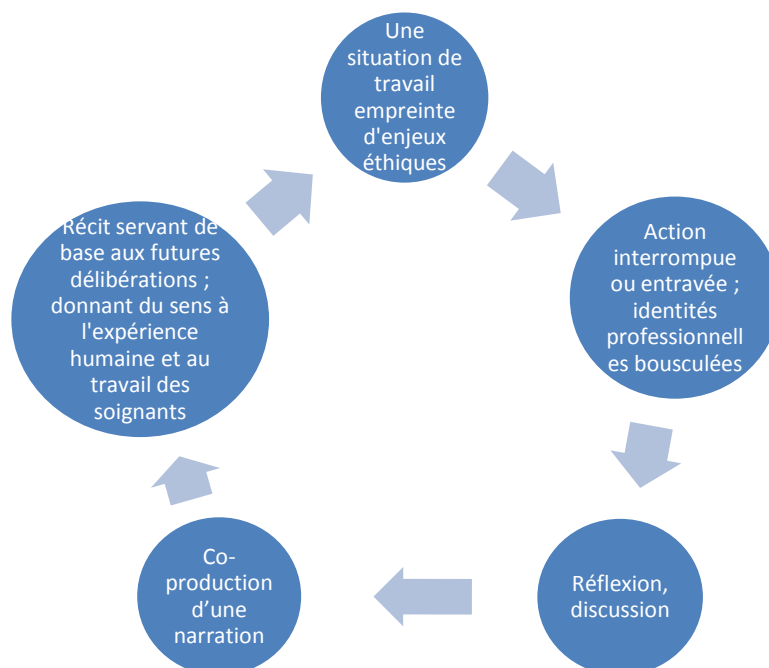 Une
situation de
travail
empreinte
d'enjeux
éthiques
Action
interrompue
ou entravée ;
identités
professionnell
es bousculées
Réflexion,
discussion
Co-
production
d’une
narration
Récit servant de
base aux futures
délibérations ;
donnant du sens à
l'expérience
humaine et au
travail des
soignants